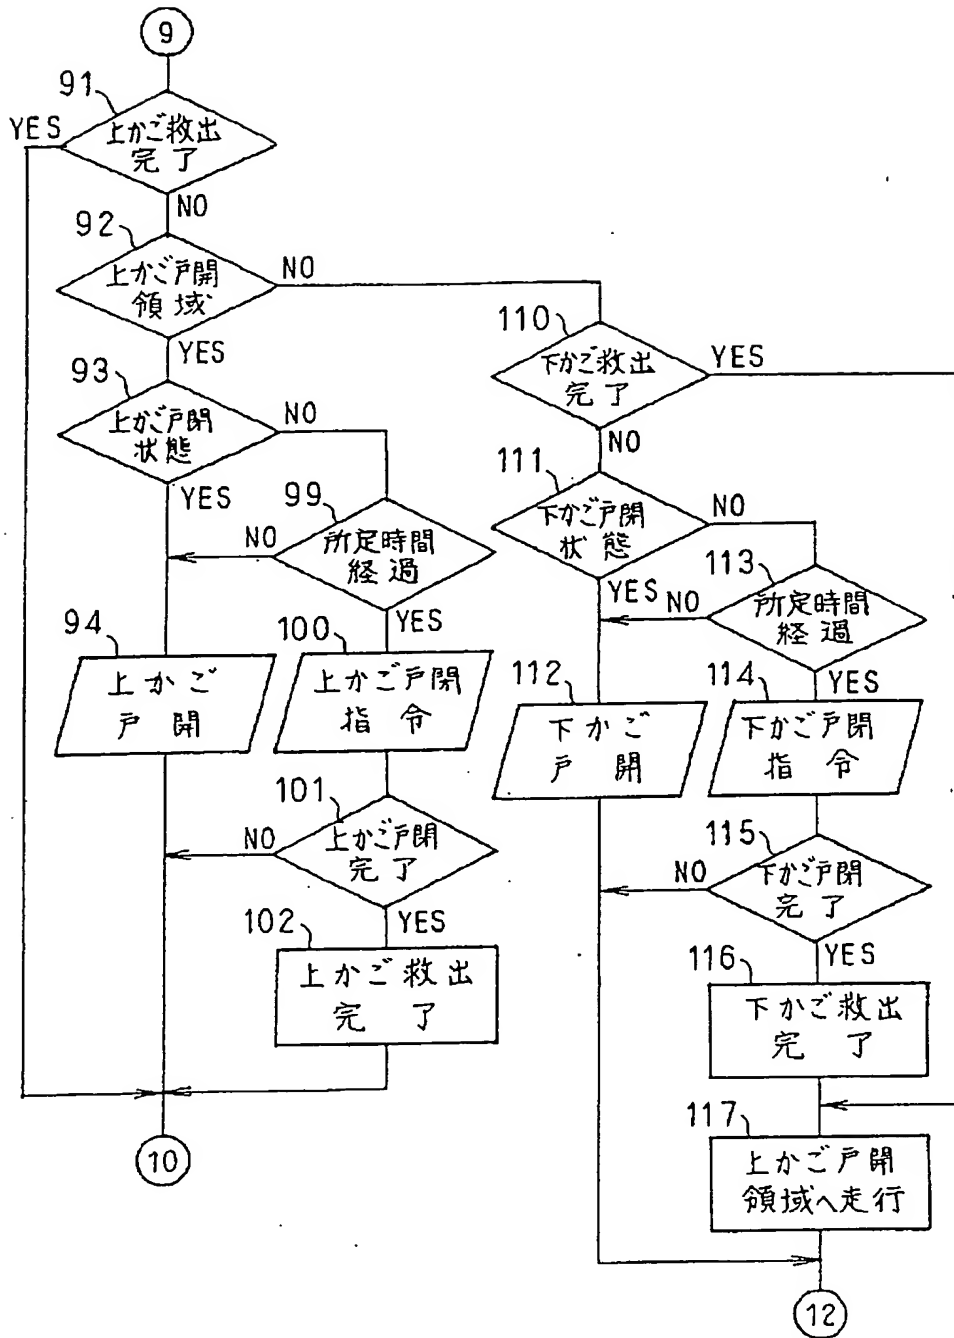 9
91
YES
上かご救出
完了
NO
92
上かご戸開
領域
NO
YES
93
上かご戸閉
状態
NO
YES
99
所定時間
経過
NO
YES
94
上かご
戸開
100
上かご戸閉
指令
101
上かご戸閉
完了
NO
YES
102
上かご救出
完了
10
110
下かご救出
完了
YES
NO
111
下かご戸閉
状態
NO
YES
113
所定時間
経過
NO
YES
112
下かご
戸開
114
下かご戸閉
指令
115
下かご戸閉
完了
NO
YES
116
下かご救出
完了
117
上かご戸開
領域へ走行
12